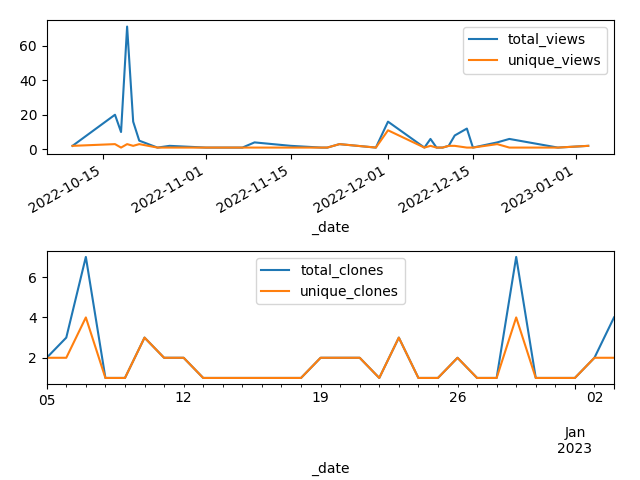 60
40
20
0
total_views
unique_views
2022-10-15
2022-11-01
2022-11-15
2022-12-01
2022-12-15
2023-01-01
_date
6
4
2
total_clones
unique_clones
05
12
19
26
02
Jan
2023
_date